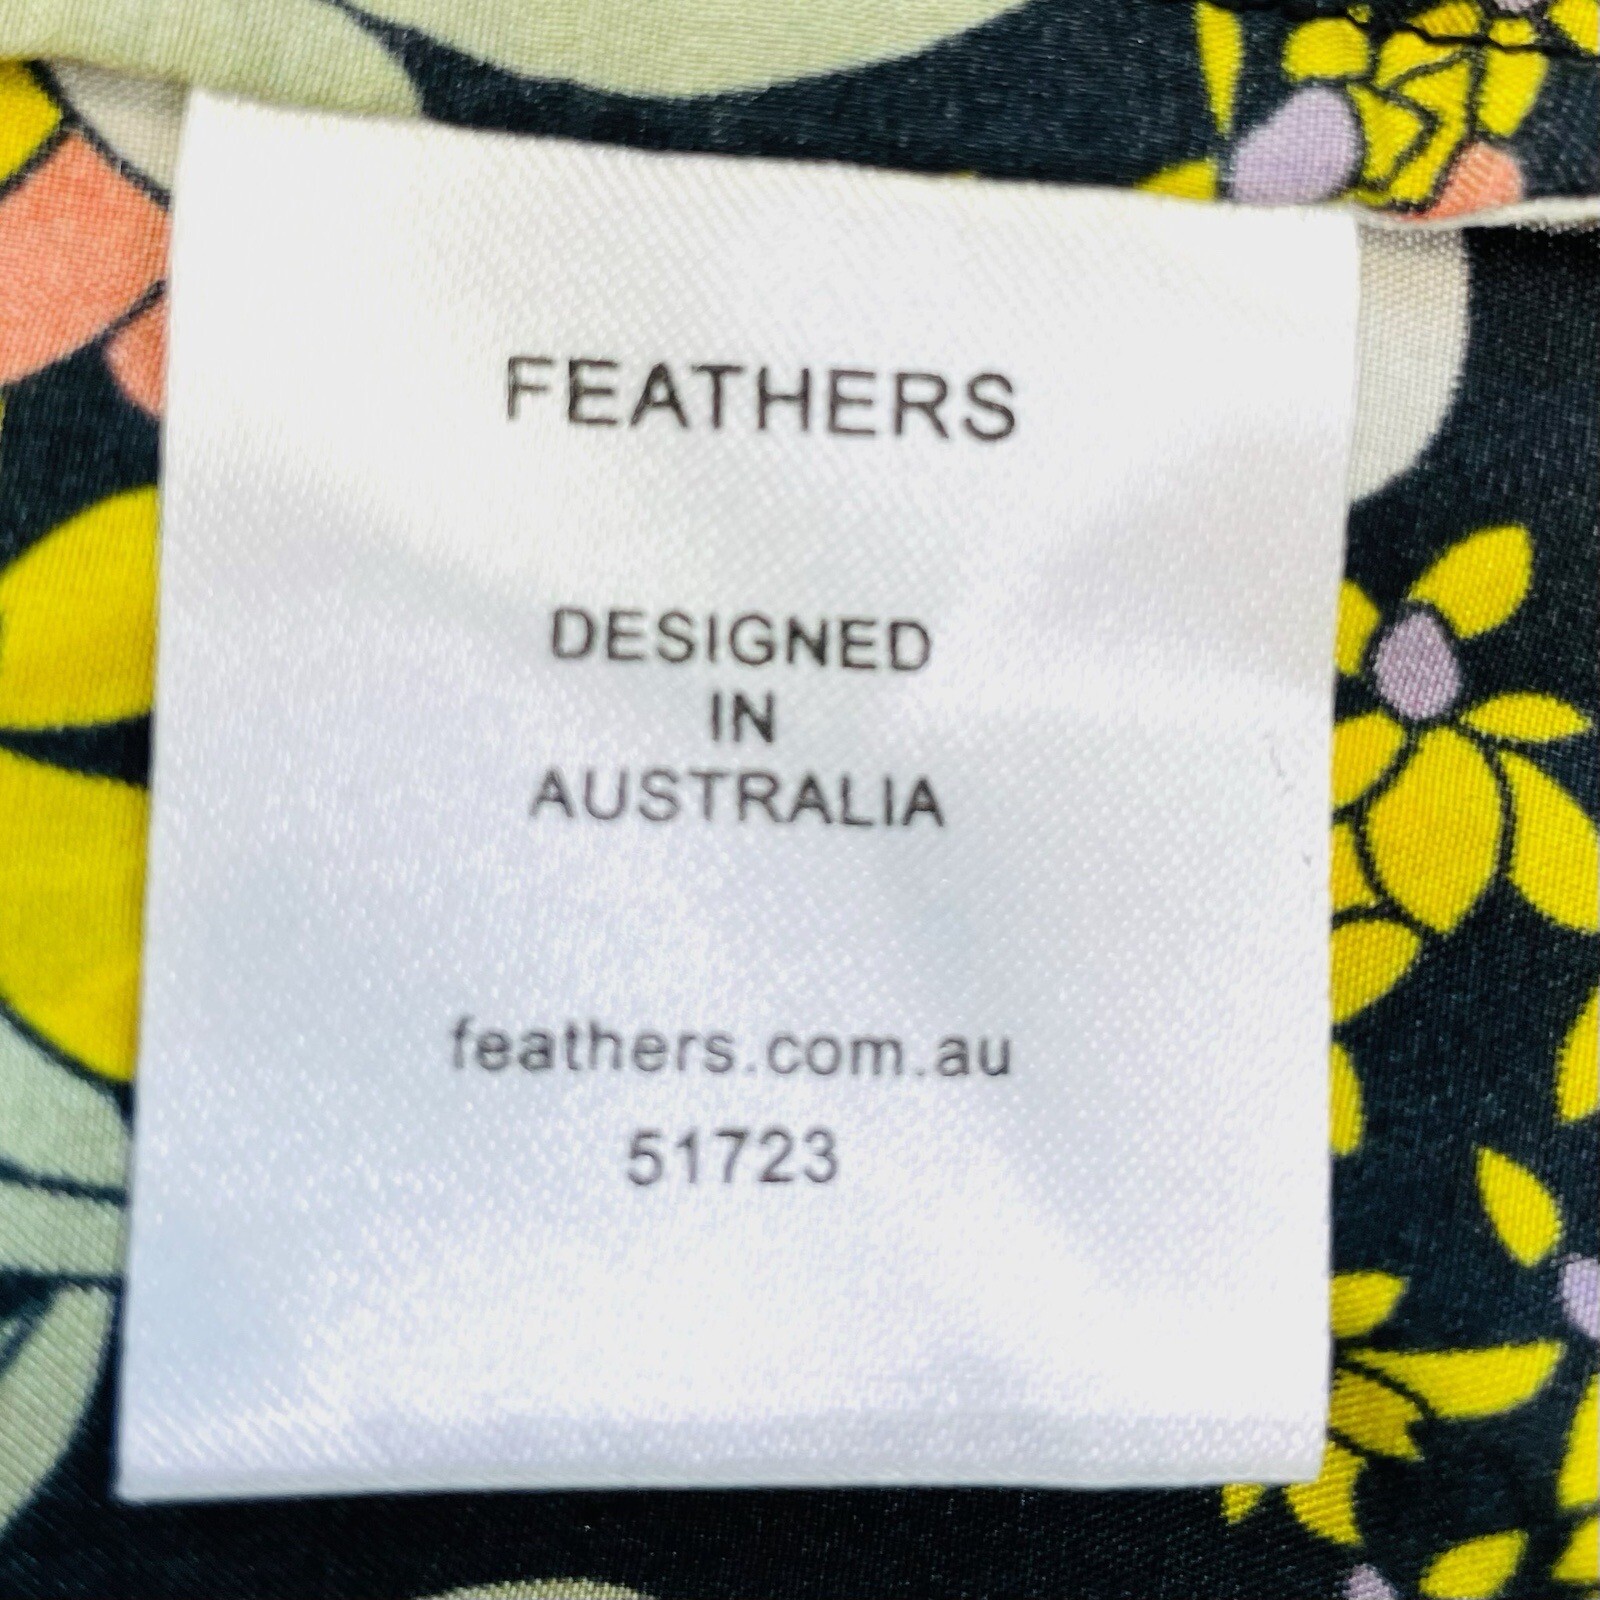 FEATHERS
DESIGNED
IN
AUSTRALIA
feathers.com.au
51723